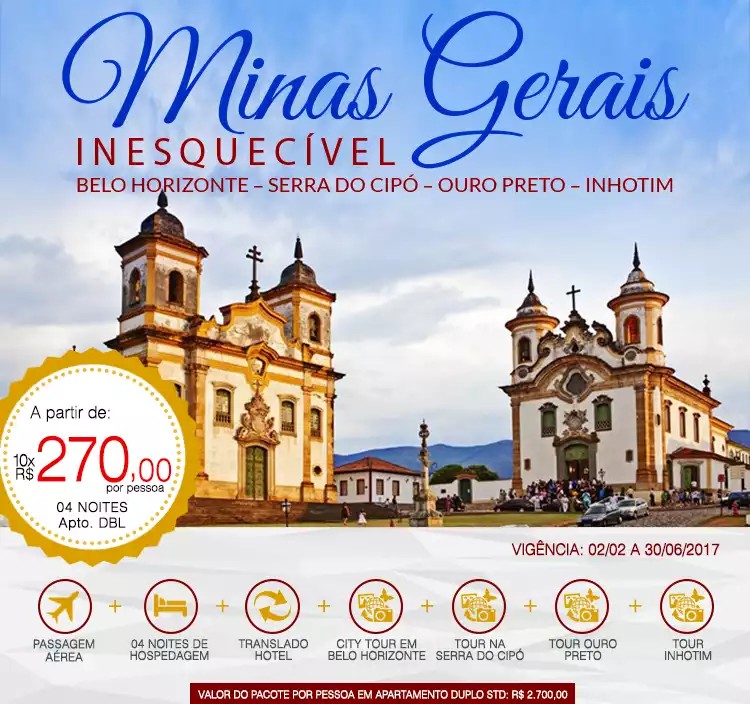 Minas Gerais
INESQUECÍVEL
BELO HORIZONTE – SERRA DO CIPÓ – OURO PRETO – INHOTIM
A partir de:
10x
R$ 270,00
por pessoa
04 NOITES
Apto. DBL
VIGÊNCIA: 02/02 A 30/06/2017
+ + + + + +
PASSAGEM
AÉREA
04 NOITES DE
HOSPEDAGEM
TRANSLADO
HOTEL
CITY TOUR EM
BELO HORIZONTE
TOUR NA
SERRA DO CIPÓ
TOUR OURO
PRETO
TOUR
INHOTIM
VALOR DO PACOTE POR PESSOA EM APARTAMENTO DUPLO STD: R$ 2.700,00